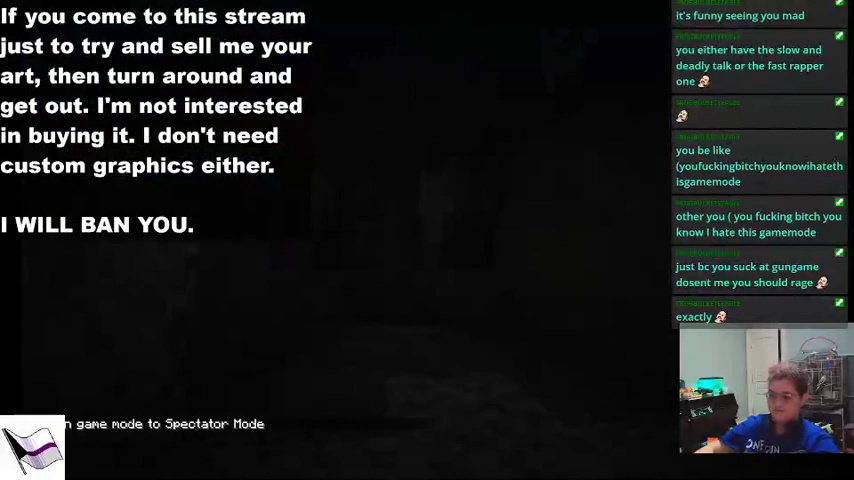 If you come to this stream
just to try and sell me your
art, then turn around and
get out. I'm not interested
in buying it. I don't need
custom graphics either.
I WILL BAN YOU.
game mode to Spectator Mode
it's funny seeing you mad
you either have the slow and
deadly talk or the fast rapper
one
you be like
(youfuckingbitchyouknowihateth
isgamemode
other you ( you fucking bitch you
know I hate this gamemode
just bc you suck at gungame
dosent me you should rage
exactly